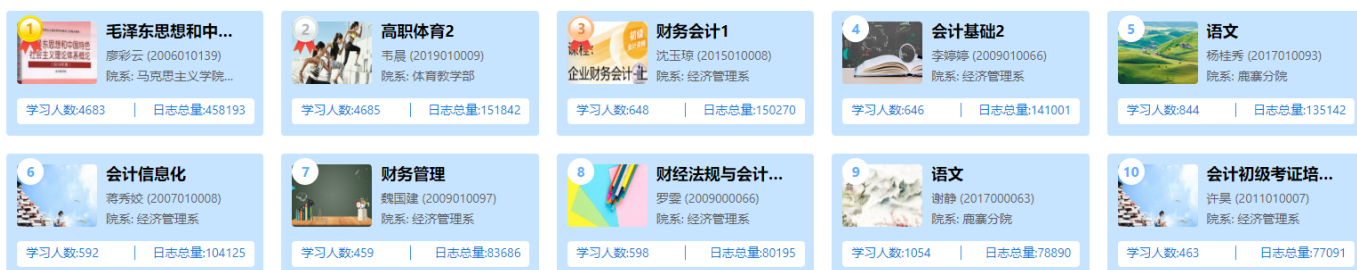 1
毛泽东思想和中...
廖彩云 (2006010139)
院系: 马克思主义学院...
学习人数:4683
日志总量:458193
2
高职体育2
韦晨 (2019010009)
院系: 体育教学部
学习人数:4685
日志总量:151842
3
财务会计1
沈玉琼 (2015010008)
院系: 经济管理系
企业财务会计-上
学习人数:648
日志总量:150270
4
会计基础2
李婷婷 (2009010066)
院系: 经济管理系
学习人数:646
日志总量:141001
5
语文
杨桂秀 (2017010093)
院系: 鹿寨分院
学习人数:844
日志总量:135142
6
会计信息化
蒋秀姣 (2007010008)
院系: 经济管理系
学习人数:592
日志总量:104125
7
财务管理
魏国建 (2009010097)
院系: 经济管理系
学习人数:459
日志总量:83686
8
财经法规与会计...
罗雯 (2009000066)
院系: 经济管理系
学习人数:598
日志总量:80195
9
语文
谢静 (2017000063)
院系: 鹿寨分院
学习人数:1054
日志总量:78890
10
会计初级考证培...
许昊 (2011010007)
院系: 经济管理系
学习人数:463
日志总量:77091